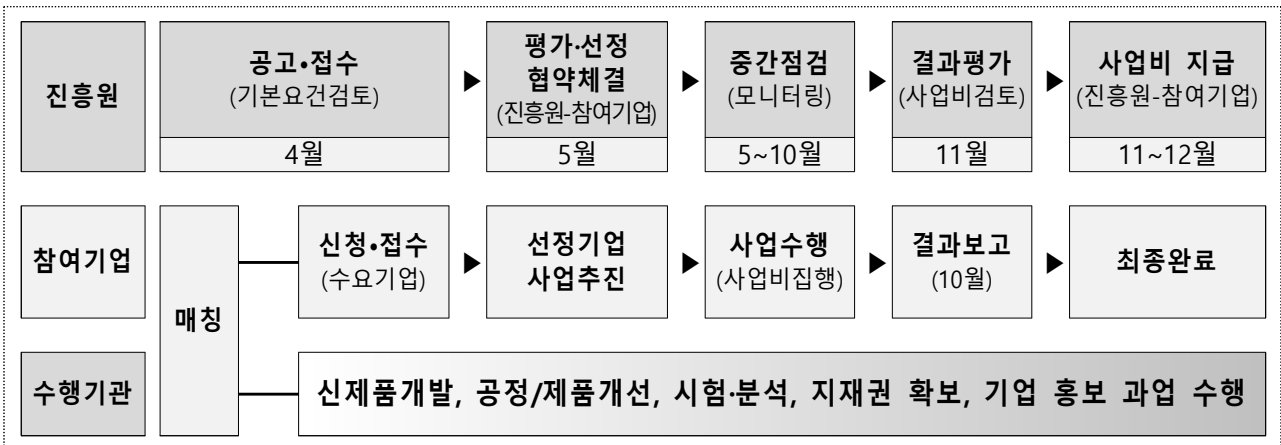 진흥원
공고•접수
(기본요건검토)
4월
▶
평가·선정
협약체결
(진흥원-참여기업)
5월
▶
중간점검
(모니터링)
5~10월
▶
결과평가
(사업비검토)
11월
▶
사업비 지급
(진흥원-참여기업)
11~12월
참여기업
매칭
신청•접수
(수요기업)
▶
선정기업
사업추진
▶
사업수행
(사업비집행)
▶
결과보고
(10월)
▶
최종완료
수행기관
신제품개발, 공정/제품개선, 시험·분석, 지재권 확보, 기업 홍보 과업 수행